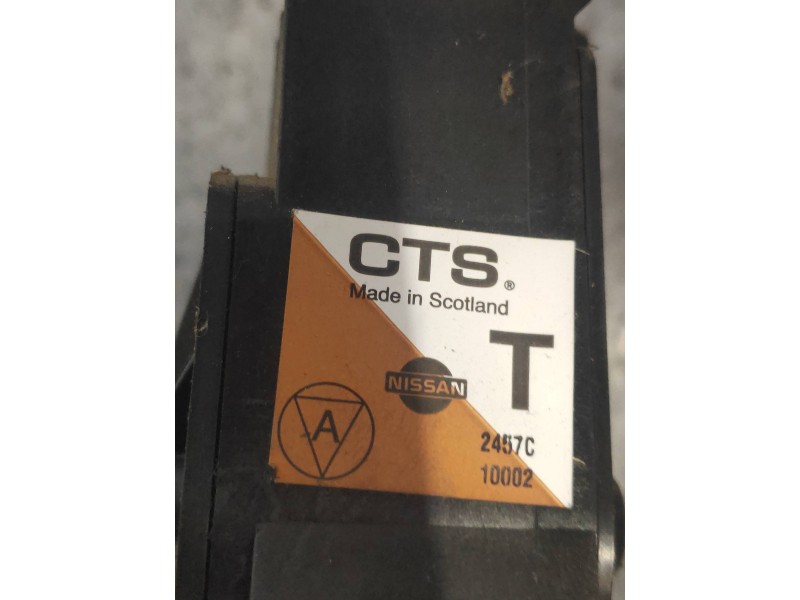 CTS®
Made in Scotland
T
NISSAN
A
2457C
10002